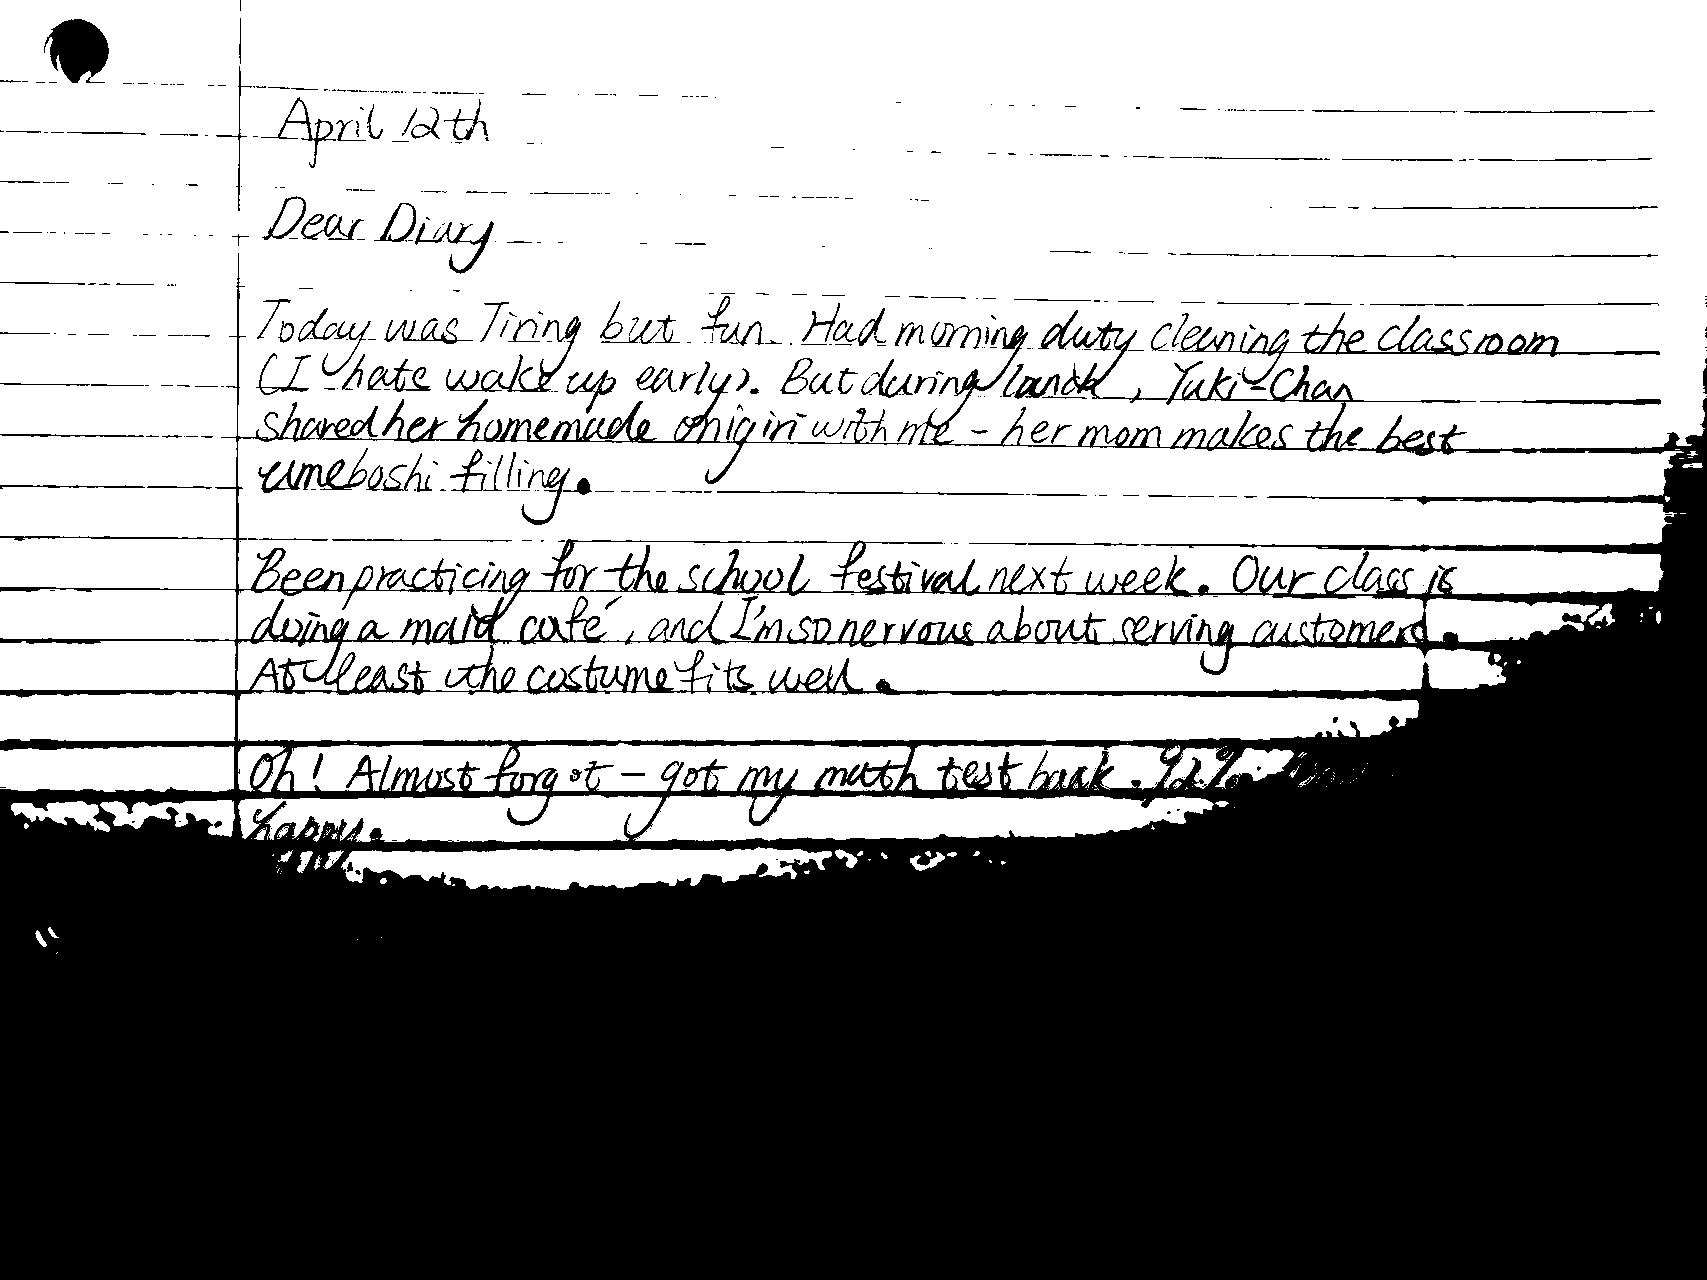 April 12th
Dear Diary
Today was Tiring but fun. Had morning duty cleaning the classroom
(I hate wake up early). But during lunch, Yuki-Chan
shared her homemade onigiri with me - her mom makes the best
umeboshi filling.
Been practicing for the school festival next week. Our class is
doing a maid café, and I'm so nervous about serving customers.
At least the costume fits well.
Oh! Almost forgot - got my math test back. 92%.
happy.